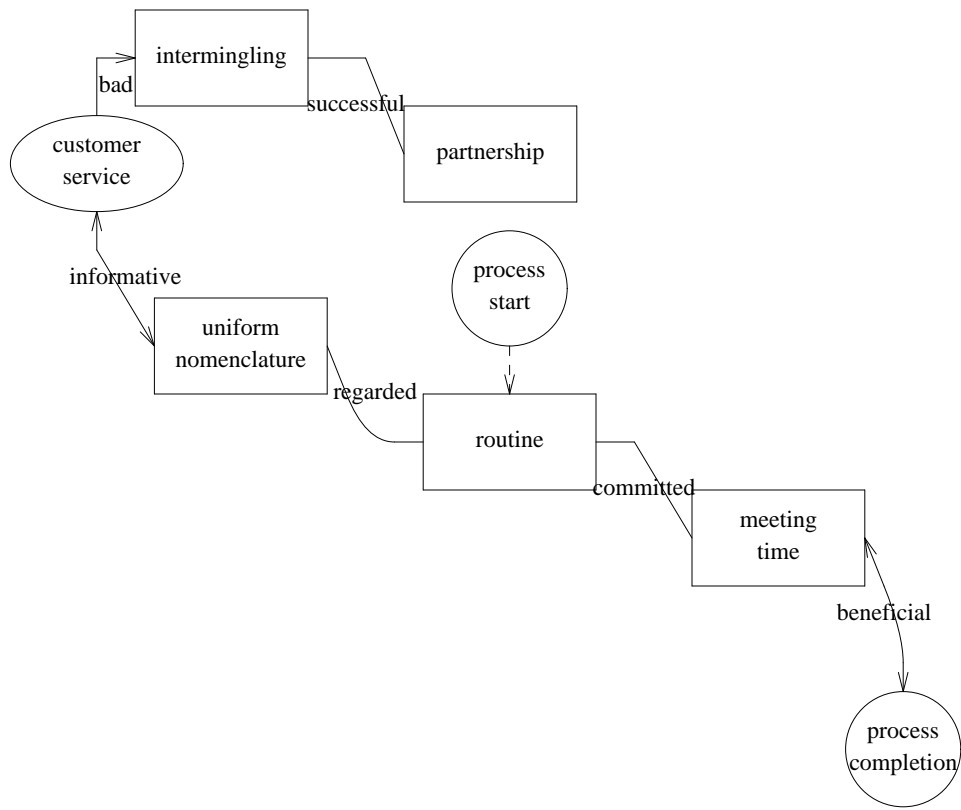 intermingling
bad
successful
customer
service
partnership
process
start
informative
uniform
nomenclature
regarded
routine
committed
meeting
time
beneficial
process
completion